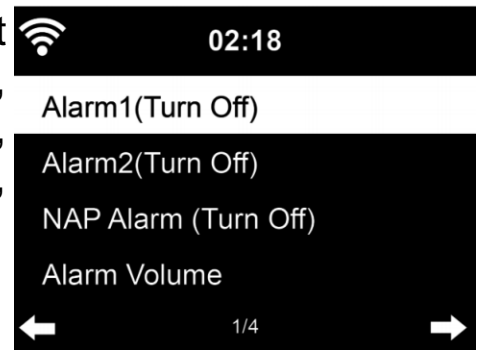 t
02:18
,
Alarm1(Turn Off)
,
Alarm2(Turn Off)
,
NAP Alarm (Turn Off)
Alarm Volume
1/4